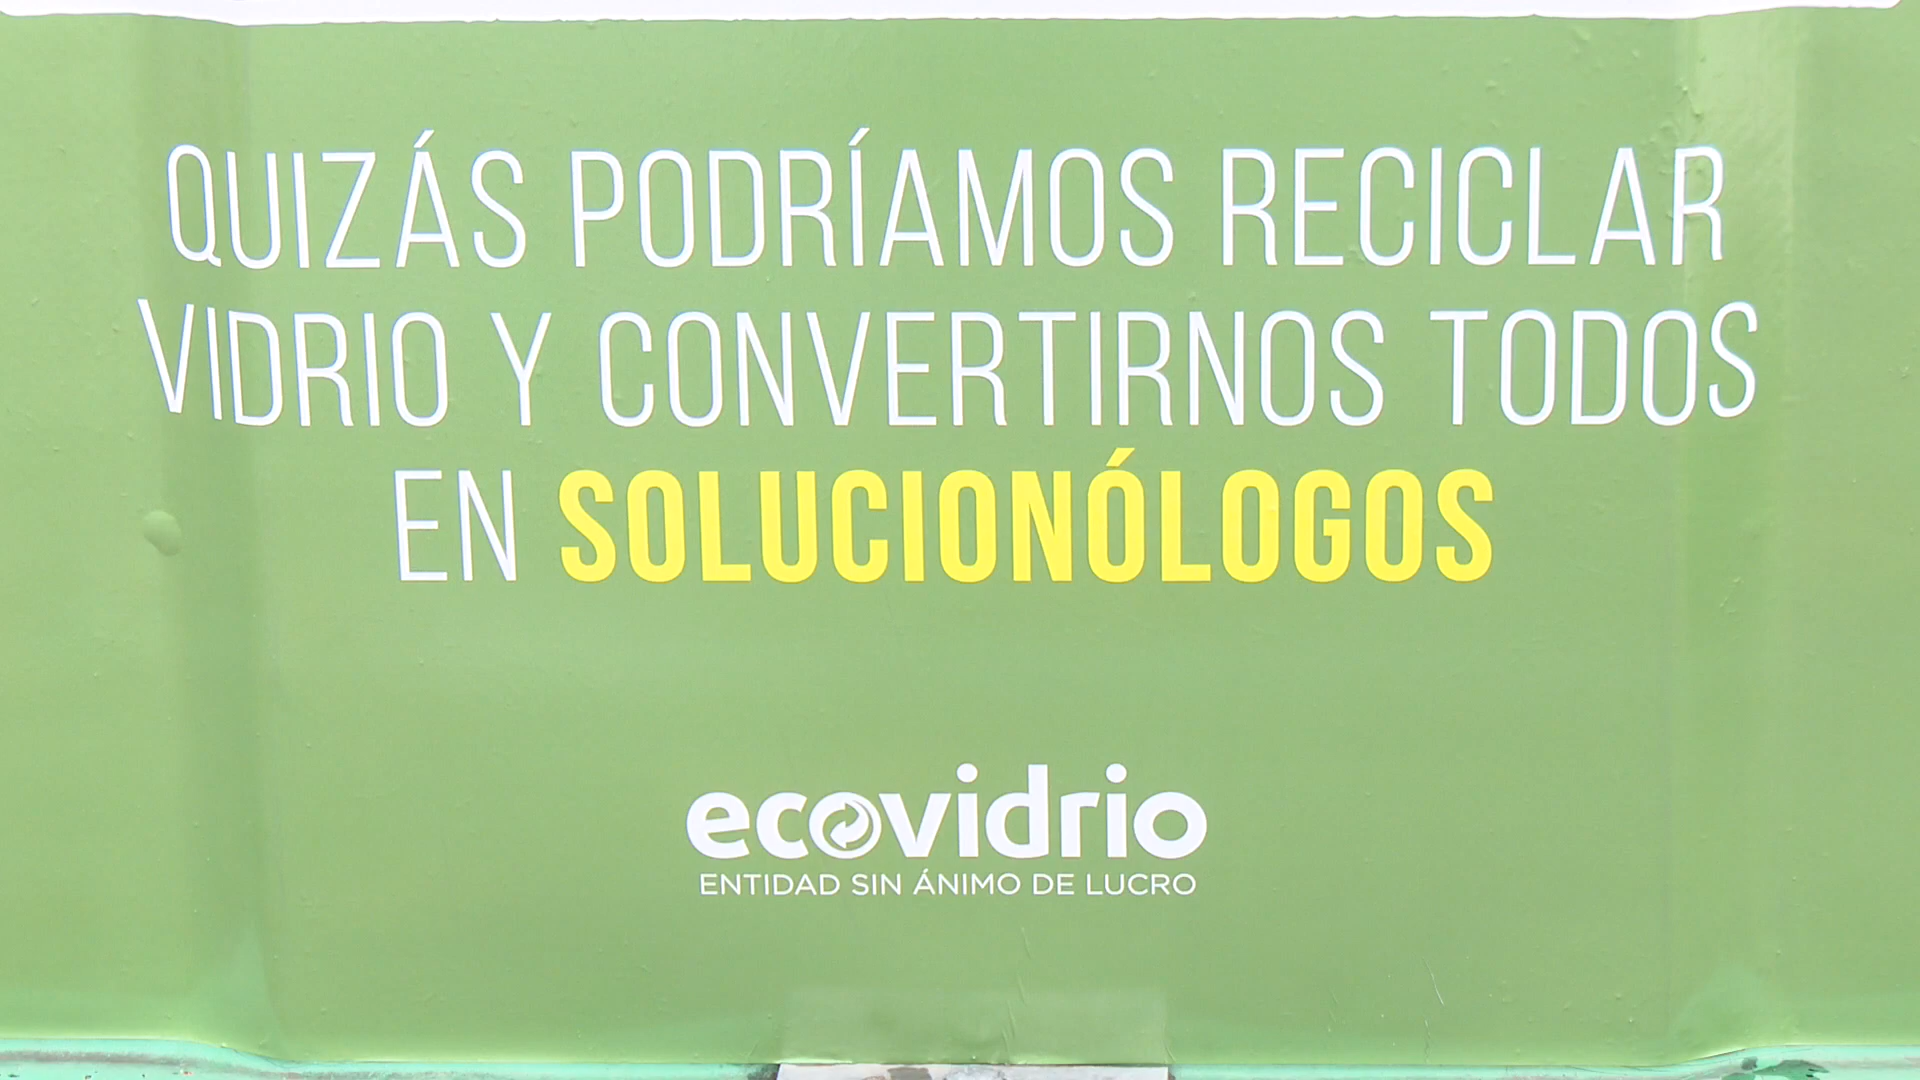 QUIZÁS PODRÍAMOS RECICLAR
VIDRIO Y CONVERTIRNOS TODOS
EN SOLUCIONÓLOGOS
ecovidrio
ENTIDAD SIN ÁNIMO DE LUCRO